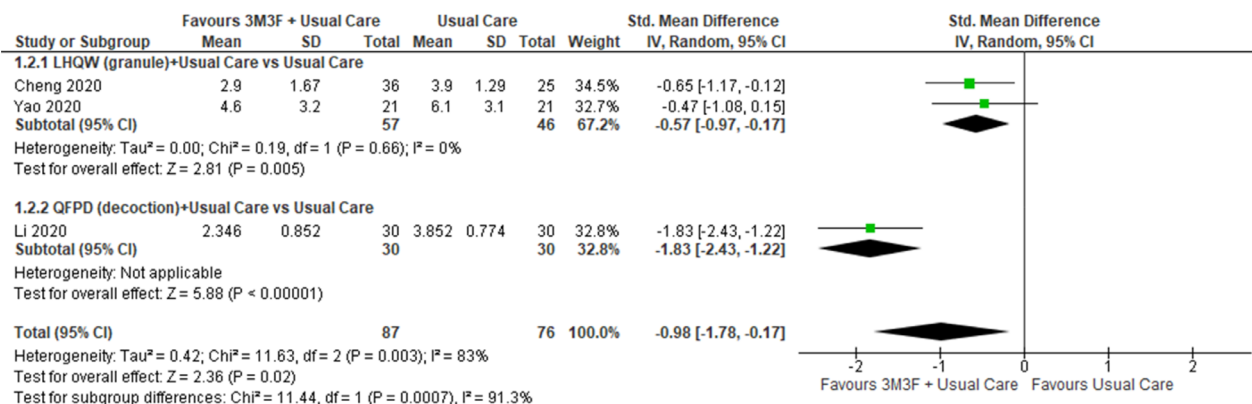 Favours 3M3F + Usual Care Usual Care Std. Mean Difference Std. Mean Difference
Study or Subgroup Mean SD Total Mean SD Total Weight IV, Random, 95% CI IV, Random, 95% CI
1.2.1 LHQW (granule)+Usual Care vs Usual Care
Cheng 2020 2.9 1.67 36 3.9 1.29 25 34.5% -0.65 [-1.17, -0.12]
Yao 2020 4.6 3.2 21 6.1 3.1 21 32.7% -0.47 [-1.08, 0.15]
Subtotal (95% CI) 57 46 67.2% -0.57 [-0.97, -0.17]
Heterogeneity: Tau² = 0.00; Chi² = 0.19, df = 1 (P = 0.66); I² = 0%
Test for overall effect: Z = 2.81 (P = 0.005)
1.2.2 QFPD (decoction)+Usual Care vs Usual Care
Li 2020 2.346 0.852 30 3.852 0.774 30 32.8% -1.83 [-2.43, -1.22]
Subtotal (95% CI) 30 30 32.8% -1.83 [-2.43, -1.22]
Heterogeneity: Not applicable
Test for overall effect: Z = 5.88 (P < 0.00001)
Total (95% CI) 87 76 100.0% -0.98 [-1.78, -0.17]
Heterogeneity: Tau² = 0.42; Chi² = 11.63, df = 2 (P = 0.003); I² = 83%
Test for overall effect: Z = 2.36 (P = 0.02)
Test for subgroup differences: Chi² = 11.44, df = 1 (P = 0.0007), I² = 91.3%
-2 -1 0 1 2
Favours 3M3F + Usual Care Favours Usual Care